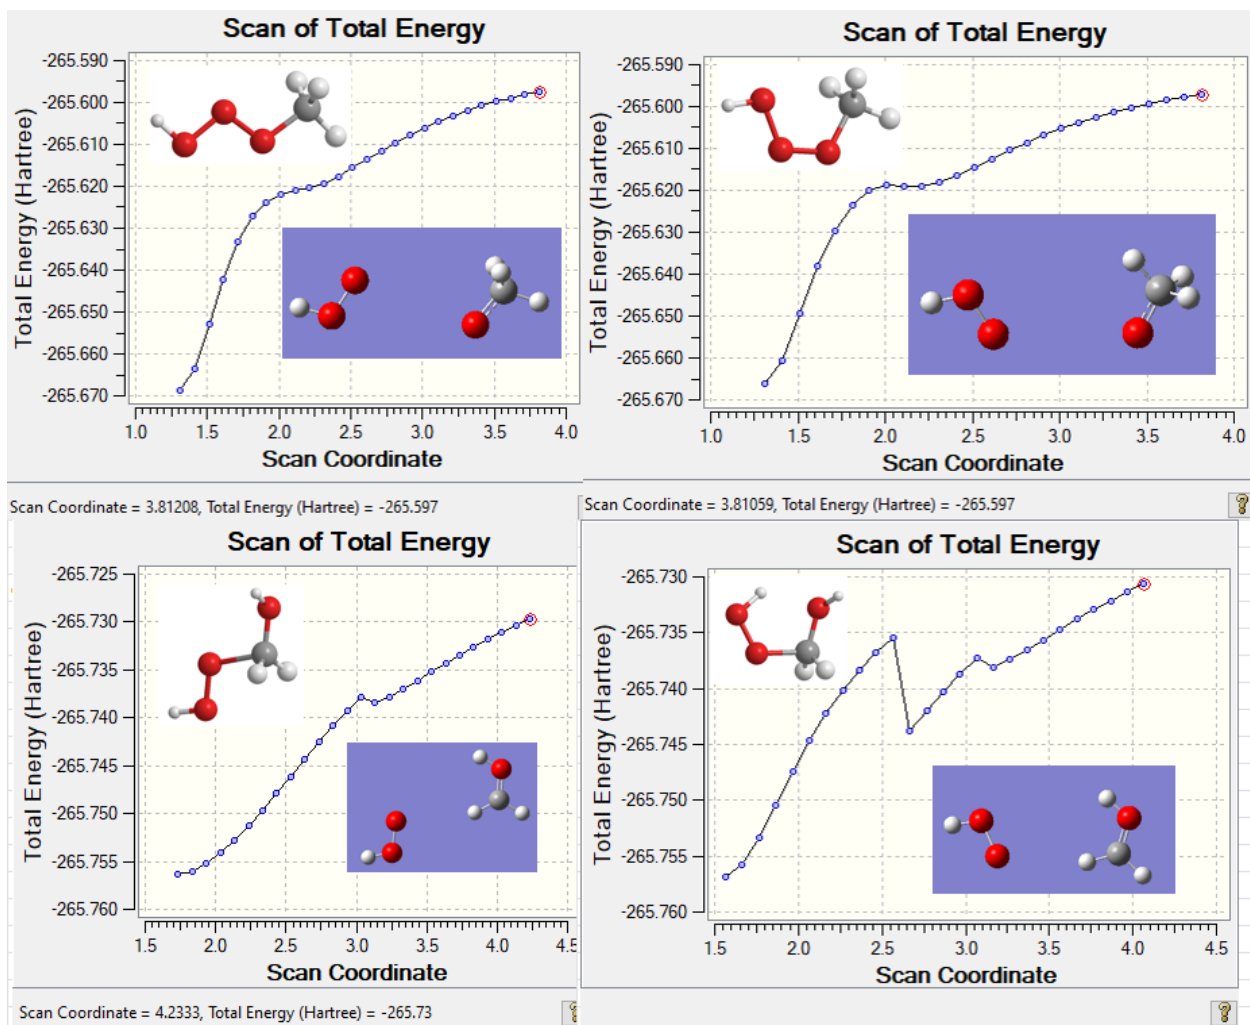 Scan of Total Energy
Total Energy (Hartree)
-265.590
-265.600
-265.610
-265.620
-265.630
-265.640
-265.650
-265.660
-265.670
1.0 1.5 2.0 2.5 3.0 3.5 4.0
Scan Coordinate
Scan Coordinate = 3.81208, Total Energy (Hartree) = -265.597
Scan of Total Energy
Total Energy (Hartree)
-265.590
-265.600
-265.610
-265.620
-265.630
-265.640
-265.650
-265.660
-265.670
1.0 1.5 2.0 2.5 3.0 3.5 4.0
Scan Coordinate
Scan Coordinate = 3.81059, Total Energy (Hartree) = -265.597
?
Scan of Total Energy
Total Energy (Hartree)
-265.725
-265.730
-265.735
-265.740
-265.745
-265.750
-265.755
-265.760
1.5 2.0 2.5 3.0 3.5 4.0 4.5
Scan Coordinate
Scan Coordinate = 4.2333, Total Energy (Hartree) = -265.73
?
Scan of Total Energy
Total Energy (Hartree)
-265.730
-265.735
-265.740
-265.745
-265.750
-265.755
-265.760
1.5 2.0 2.5 3.0 3.5 4.0 4.5
Scan Coordinate
?